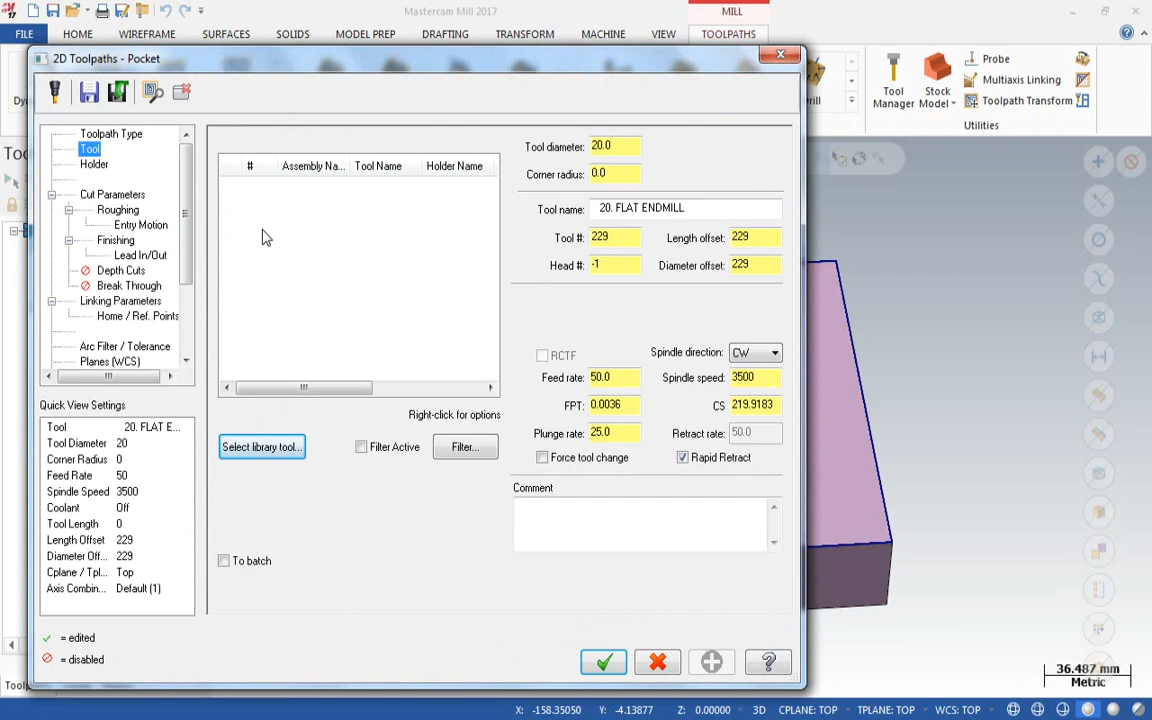 Mastercam Mill 2017
MILL
FILE HOME WIREFRAME SURFACES SOLIDS MODEL PREP DRAFTING TRANSFORM MACHINE VIEW TOOLPATHS
2D Toolpaths - Pocket
Probe
Multiaxis Linking
Toolpath Transform
Tool Manager
Stock Model
Utilities
Toolpath Type
Tool
Holder
Cut Parameters
Roughing
Entry Motion
Finishing
Lead In/Out
Depth Cuts
Break Through
Linking Parameters
Home / Ref. Points
Arc Filter / Tolerance
Planes (WCS)
# Assembly Na... Tool Name Holder Name
Tool diameter: 20.0
Corner radius: 0.0
Tool name: 20. FLAT ENDMILL
Tool #: 229 Length offset: 229
Head #: -1 Diameter offset: 229
RCTF Spindle direction: CW
Feed rate: 50.0 Spindle speed: 3500
FPT: 0.0036 CS 219.9183
Plunge rate: 25.0 Retract rate: 50.0
Force tool change Rapid Retract
Comment
Right-click for options
Select library tool... Filter Active Filter...
To batch
Quick View Settings
Tool 20. FLAT E...
Tool Diameter 20
Corner Radius 0
Feed Rate 50
Spindle Speed 3500
Coolant Off
Tool Length 0
Length Offset 229
Diameter Off... 229
Cplane / Tpl... Top
Axis Combin... Default (1)
= edited
= disabled
36.487 mm
Metric
X: -158.35050 Y: -4.13877 Z: 0.00000 3D CPLANE: TOP TPLANE: TOP WCS: TOP